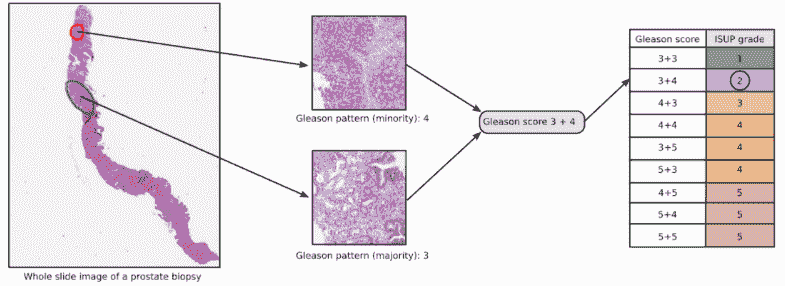 Whole slide image of a prostate biopsy
Gleason pattern (minority): 4
Gleason pattern (majority): 3
Gleason score 3 + 4
Gleason score ISUP grade
3+3 1
3+4 2
4+3 3
4+4 4
3+5 4
5+3 4
4+5 5
5+4 5
5+5 5